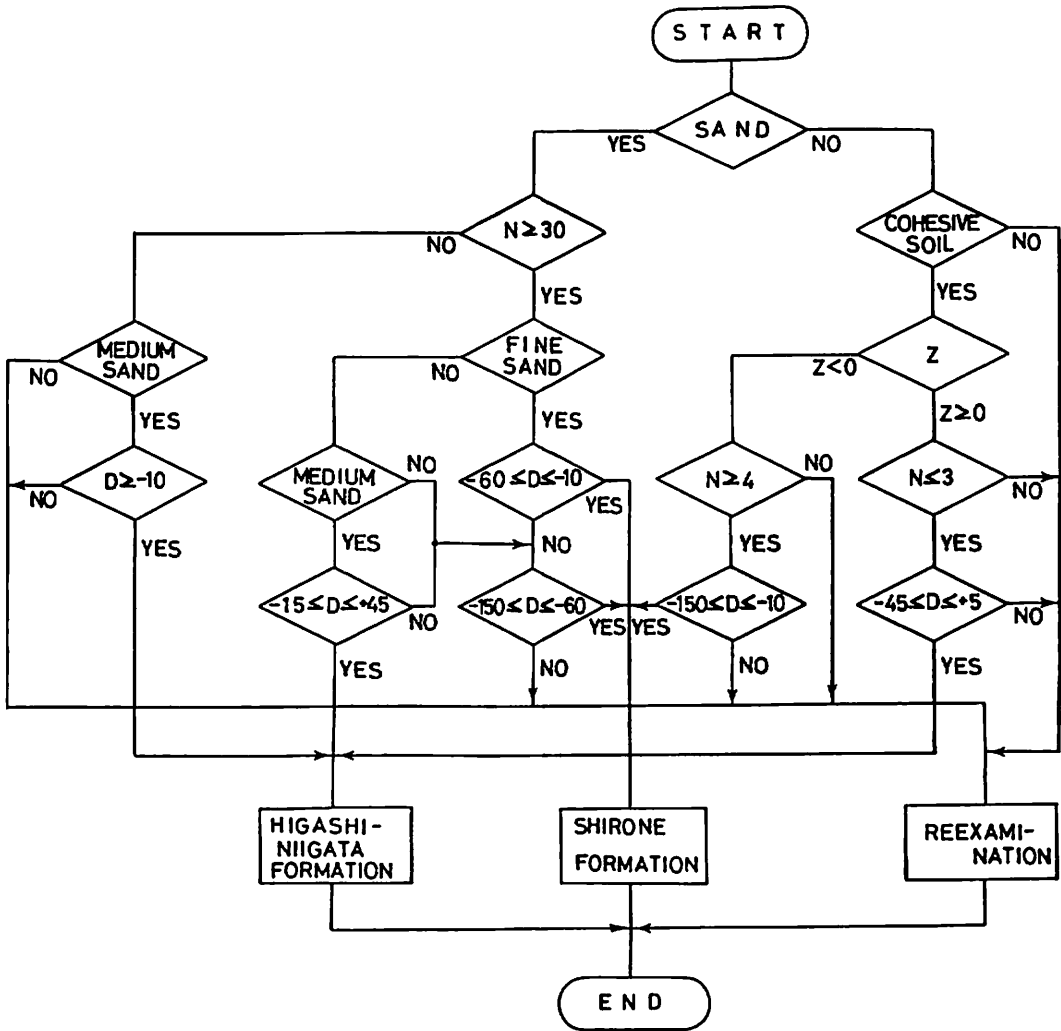 START
SAND
YES
NO
N≥30
COHESIVE
SOIL
NO
NO
YES
YES
MEDIUM
SAND
FINE
SAND
Z
NO
NO
Z<0
YES
YES
Z≥0
D≥-10
MEDIUM
SAND
NO
-60≤D≤-10
YES
N≥4
NO
N≤3
NO
NO
YES
YES
NO
YES
YES
-15≤D≤+45
NO
-150≤D≤-60
YES
YES
-150≤D≤-10
-45≤D≤+5
NO
YES
NO
NO
YES
HIGASHI-
NIIGATA
FORMATION
SHIRONE
FORMATION
REEXAMI-
NATION
END